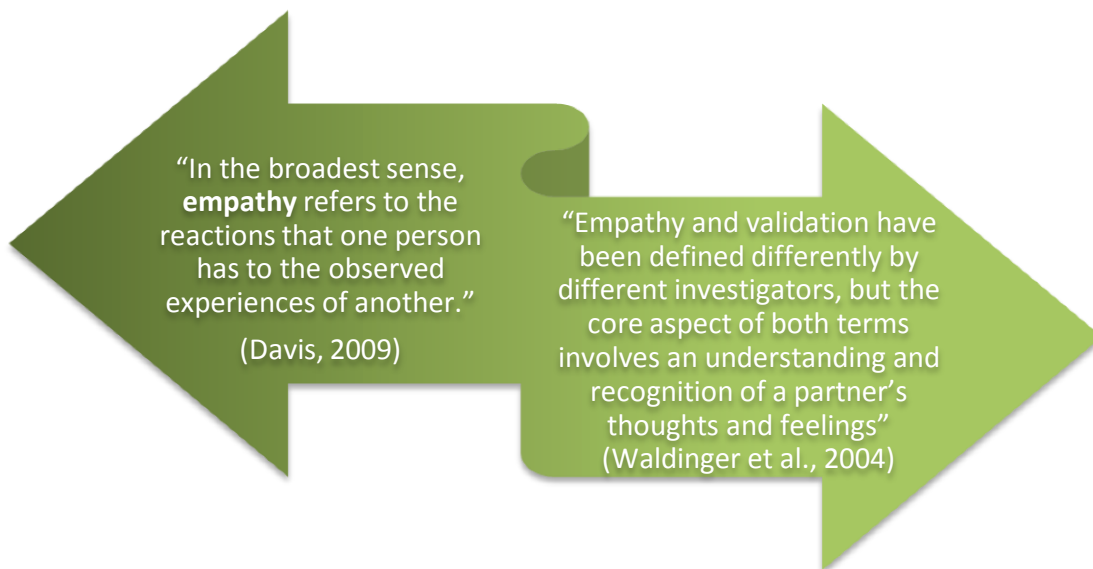 “In the broadest sense,
empathy refers to the
reactions that one person
has to the observed
experiences of another.”
(Davis, 2009)
“Empathy and validation have
been defined differently by
different investigators, but the
core aspect of both terms
involves an understanding and
recognition of a partner’s
thoughts and feelings”
(Waldinger et al., 2004)